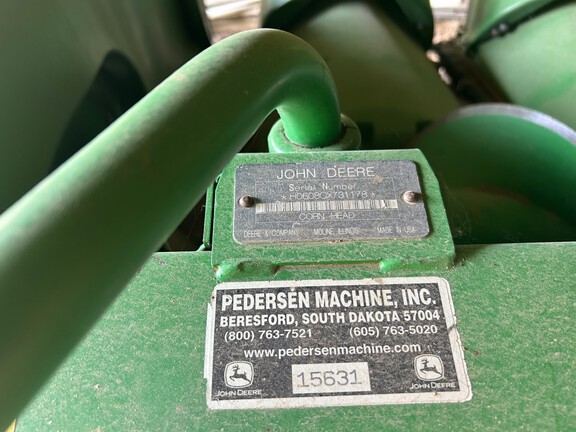 JOHN DEERE
Serial Number
*H0608CX731178*
CORN HEAD
DEERE & COMPANY MOLINE, ILLINOIS MADE IN U.S.A.
PEDERSEN MACHINE, INC.
BERESFORD, SOUTH DAKOTA 57004
(800) 763-7521 (605) 763-5020
www.pedersenmachine.com
JOHN DEERE 15631 JOHN DEERE